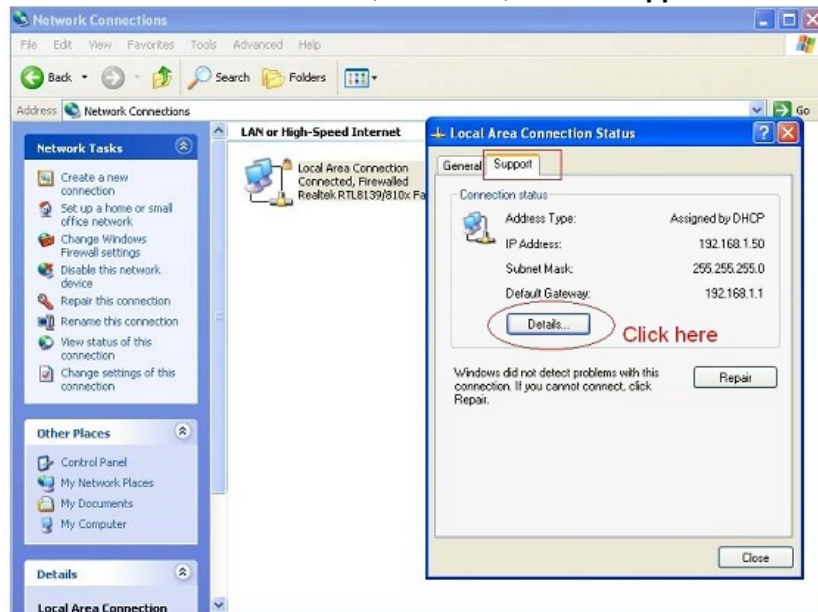 Network Connections
File Edit View Favorites Tools Advanced Help
Back Search Folders
Address Network Connections Go
Network Tasks
Create a new
connection
Set up a home or small
office network
Change Windows
Firewall settings
Disable this network
device
Repair this connection
Rename this connection
View status of this
connection
Change settings of this
connection
Other Places
Control Panel
My Network Places
My Documents
My Computer
Details
Local Area Connection
LAN or High-Speed Internet
Local Area Connection
Connected, Firewalled
Realtek RTL8139/810x Fa
Local Area Connection Status
General Support
Connection status
Address Type: Assigned by DHCP
IP Address: 192.168.1.50
Subnet Mask: 255.255.255.0
Default Gateway: 192.168.1.1
Details...
Click here
Windows did not detect problems with this
connection. If you cannot connect, click
Repair.
Repair
Close